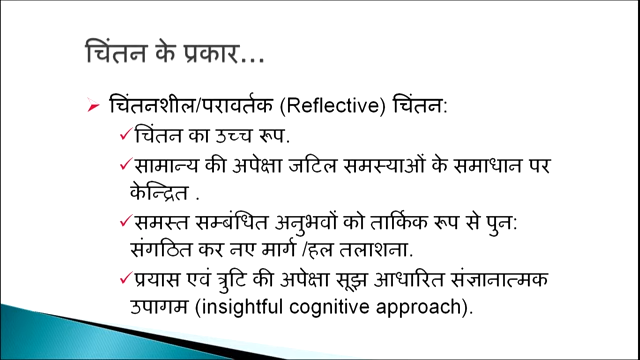 चिंतन के प्रकार...
चिंतनशील/परावर्तक (Reflective) चिंतन:
चिंतन का उच्च रूप.
सामान्य की अपेक्षा जटिल समस्याओं के समाधान पर
केन्द्रित .
समस्त सम्बंधित अनुभवों को तार्किक रूप से पुन:
संगठित कर नए मार्ग /हल तलाशना.
प्रयास एवं त्रुटि की अपेक्षा सूझ आधारित संज्ञानात्मक
उपागम (insightful cognitive approach).